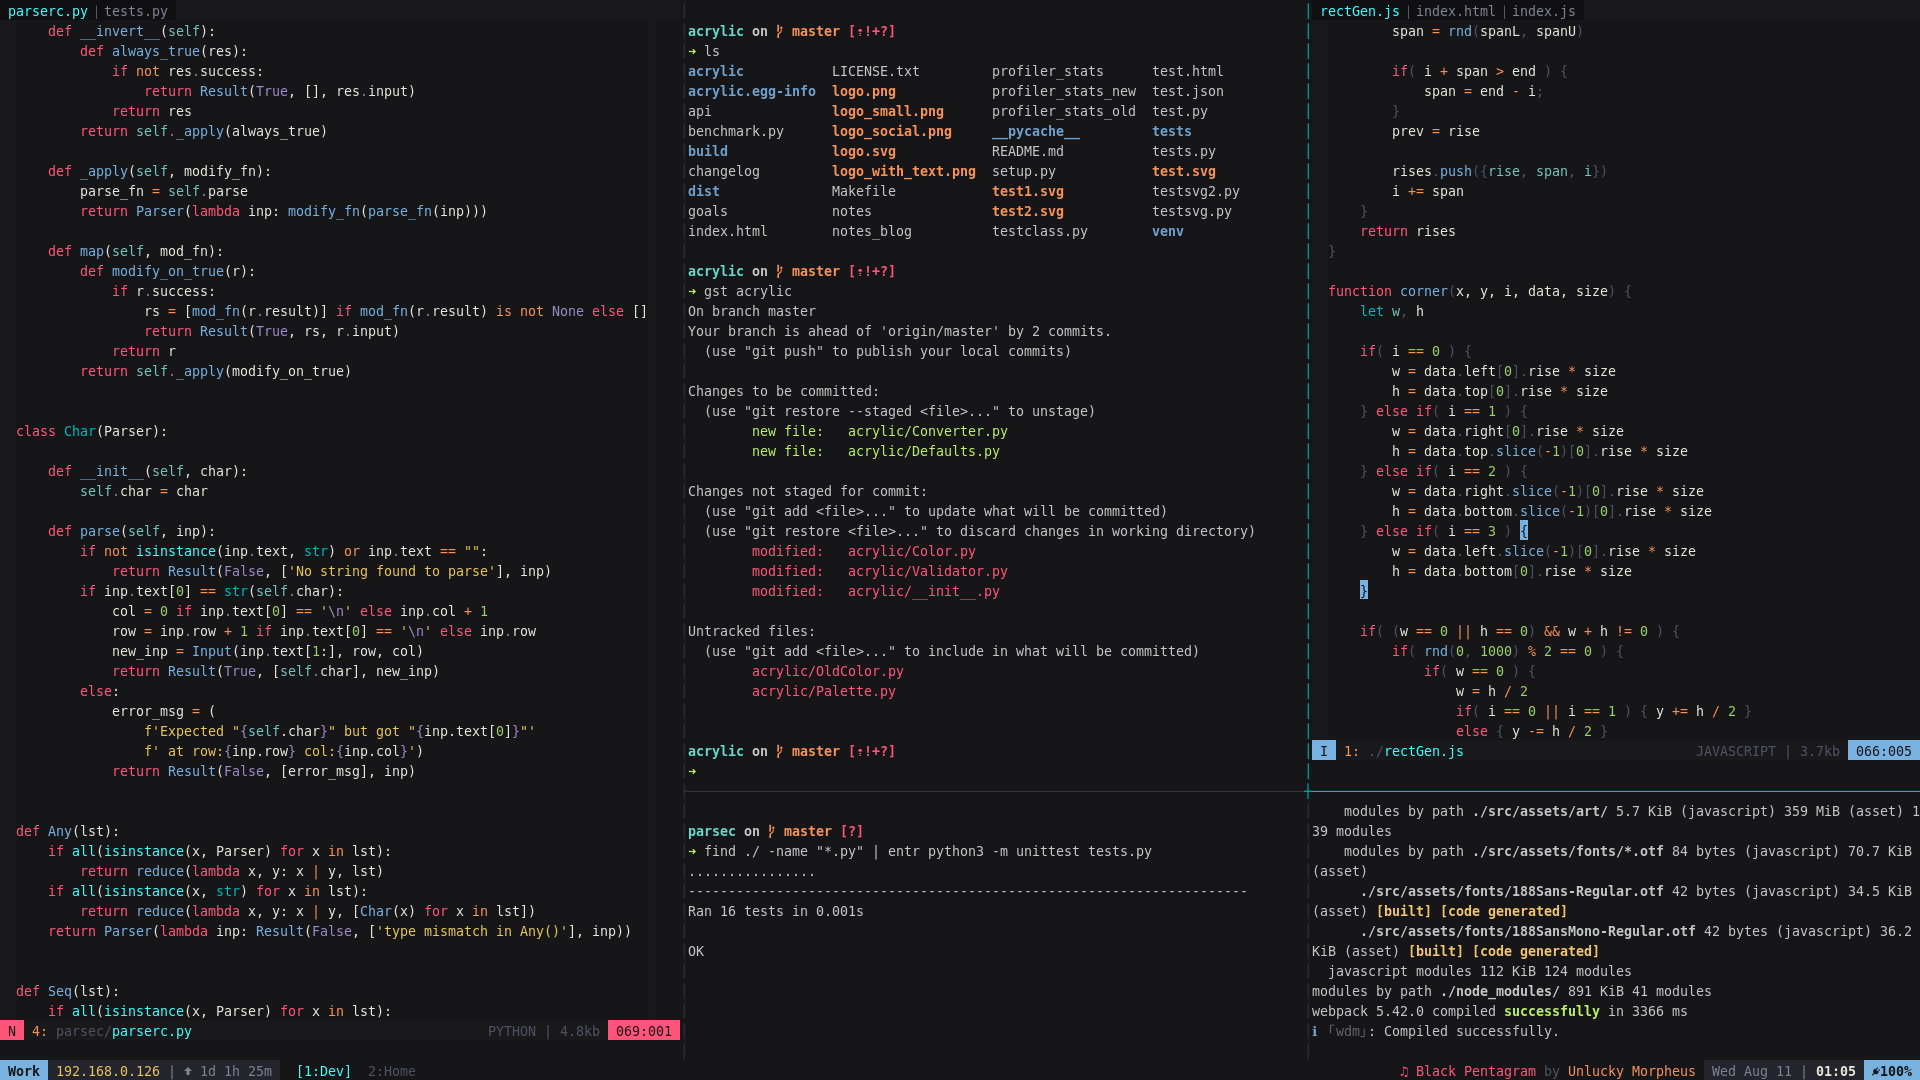 parserc.py | tests.py
    def __invert__(self):
        def always_true(res):
            if not res.success:
                return Result(True, [], res.input)
            return res
        return self._apply(always_true)

    def _apply(self, modify_fn):
        parse_fn = self.parse
        return Parser(lambda inp: modify_fn(parse_fn(inp)))

    def map(self, mod_fn):
        def modify_on_true(r):
            if r.success:
                rs = [mod_fn(r.result)] if mod_fn(r.result) is not None else []
                return Result(True, rs, r.input)
            return r
        return self._apply(modify_on_true)

class Char(Parser):

    def __init__(self, char):
        self.char = char

    def parse(self, inp):
        if not isinstance(inp.text, str) or inp.text == "":
            return Result(False, ['No string found to parse'], inp)
        if inp.text[0] == str(self.char):
            col = 0 if inp.text[0] == '\n' else inp.col + 1
            row = inp.row + 1 if inp.text[0] == '\n' else inp.row
            new_inp = Input(inp.text[1:], row, col)
            return Result(True, [self.char], new_inp)
        else:
            error_msg = (
                f'Expected "{self.char}" but got "{inp.text[0]}"'
                f' at row:{inp.row} col:{inp.col}')
            return Result(False, [error_msg], inp)

def Any(lst):
    if all(isinstance(x, Parser) for x in lst):
        return reduce(lambda x, y: x | y, lst)
    if all(isinstance(x, str) for x in lst):
        return reduce(lambda x, y: x | y, [Char(x) for x in lst])
    return Parser(lambda inp: Result(False, ['type mismatch in Any()'], inp))

def Seq(lst):
    if all(isinstance(x, Parser) for x in lst):
N 4: parsec/parserc.py PYTHON | 4.8kb 069:001
acrylic on master [⇡!+?]
➜ ls
acrylic LICENSE.txt profiler_stats test.html
acrylic.egg-info logo.png profiler_stats_new test.json
api logo_small.png profiler_stats_old test.py
benchmark.py logo_social.png __pycache__ tests
build logo.svg README.md tests.py
changelog logo_with_text.png setup.py test.svg
dist Makefile test1.svg testsvg2.py
goals notes test2.svg testsvg.py
index.html notes_blog testclass.py venv

acrylic on master [⇡!+?]
➜ gst acrylic
On branch master
Your branch is ahead of 'origin/master' by 2 commits.
  (use "git push" to publish your local commits)

Changes to be committed:
  (use "git restore --staged <file>..." to unstage)
        new file:   acrylic/Converter.py
        new file:   acrylic/Defaults.py

Changes not staged for commit:
  (use "git add <file>..." to update what will be committed)
  (use "git restore <file>..." to discard changes in working directory)
        modified:   acrylic/Color.py
        modified:   acrylic/Validator.py
        modified:   acrylic/__init__.py

Untracked files:
  (use "git add <file>..." to include in what will be committed)
        acrylic/OldColor.py
        acrylic/Palette.py

acrylic on master [⇡!+?]
➜
parsec on master [?]
➜ find ./ -name "*.py" | entr python3 -m unittest tests.py
................
----------------------------------------------------------------------
Ran 16 tests in 0.001s

OK
rectGen.js | index.html | index.js
        span = rnd(spanL, spanU)

        if( i + span > end ) {
            span = end - i;
        }
        prev = rise

        rises.push({rise, span, i})
        i += span
    }
    return rises
}

function corner(x, y, i, data, size) {
    let w, h

    if( i == 0 ) {
        w = data.left[0].rise * size
        h = data.top[0].rise * size
    } else if( i == 1 ) {
        w = data.right[0].rise * size
        h = data.top.slice(-1)[0].rise * size
    } else if( i == 2 ) {
        w = data.right.slice(-1)[0].rise * size
        h = data.bottom.slice(-1)[0].rise * size
    } else if( i == 3 ) {
        w = data.left.slice(-1)[0].rise * size
        h = data.bottom[0].rise * size
    }

    if( (w == 0 || h == 0) && w + h != 0 ) {
        if( rnd(0, 1000) % 2 == 0 ) {
            if( w == 0 ) {
                w = h / 2
                if( i == 0 || i == 1 ) { y += h / 2 }
                else { y -= h / 2 }
I 1: ./rectGen.js JAVASCRIPT | 3.7kb 066:005
    modules by path ./src/assets/art/ 5.7 KiB (javascript) 359 MiB (asset) 1
39 modules
    modules by path ./src/assets/fonts/*.otf 84 bytes (javascript) 70.7 KiB
(asset)
      ./src/assets/fonts/188Sans-Regular.otf 42 bytes (javascript) 34.5 KiB
(asset) [built] [code generated]
      ./src/assets/fonts/188SansMono-Regular.otf 42 bytes (javascript) 36.2
KiB (asset) [built] [code generated]
  javascript modules 112 KiB 124 modules
modules by path ./node_modules/ 891 KiB 41 modules
webpack 5.42.0 compiled successfully in 3366 ms
ℹ ｢wdm｣: Compiled successfully.
Work 192.168.0.126 | 1d 1h 25m [1:Dev] 2:Home ♫ Black Pentagram by Unlucky Morpheus Wed Aug 11 | 01:05 100%